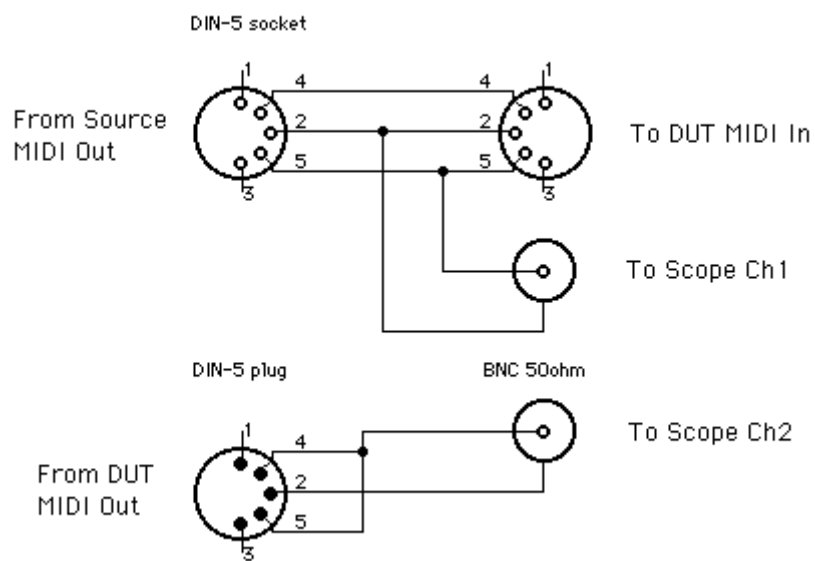 DIN-5 socket
1
4
2
5
3
From Source
MIDI Out
1
4
2
5
3
To DUT MIDI In
To Scope Ch1
DIN-5 plug
BNC 50ohm
1
4
2
5
3
From DUT
MIDI Out
To Scope Ch2